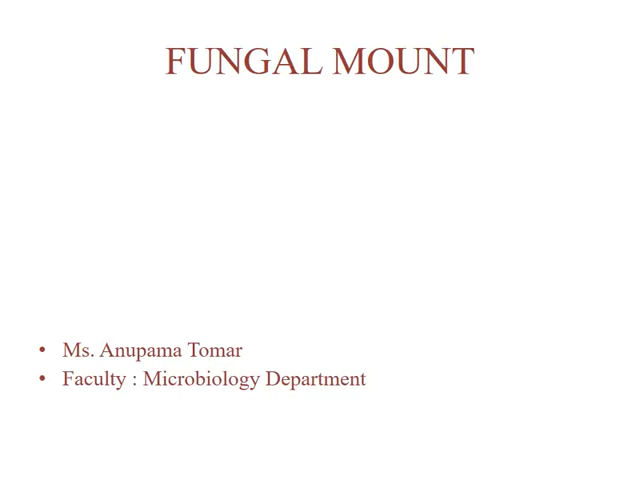 FUNGAL MOUNT
• Ms. Anupama Tomar
• Faculty : Microbiology Department